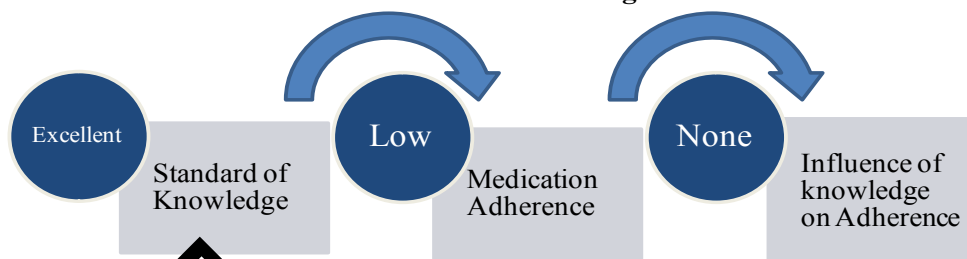 Excellent
Standard of
Knowledge
Low
Medication
Adherence
None
Influence of
knowledge
on Adherence